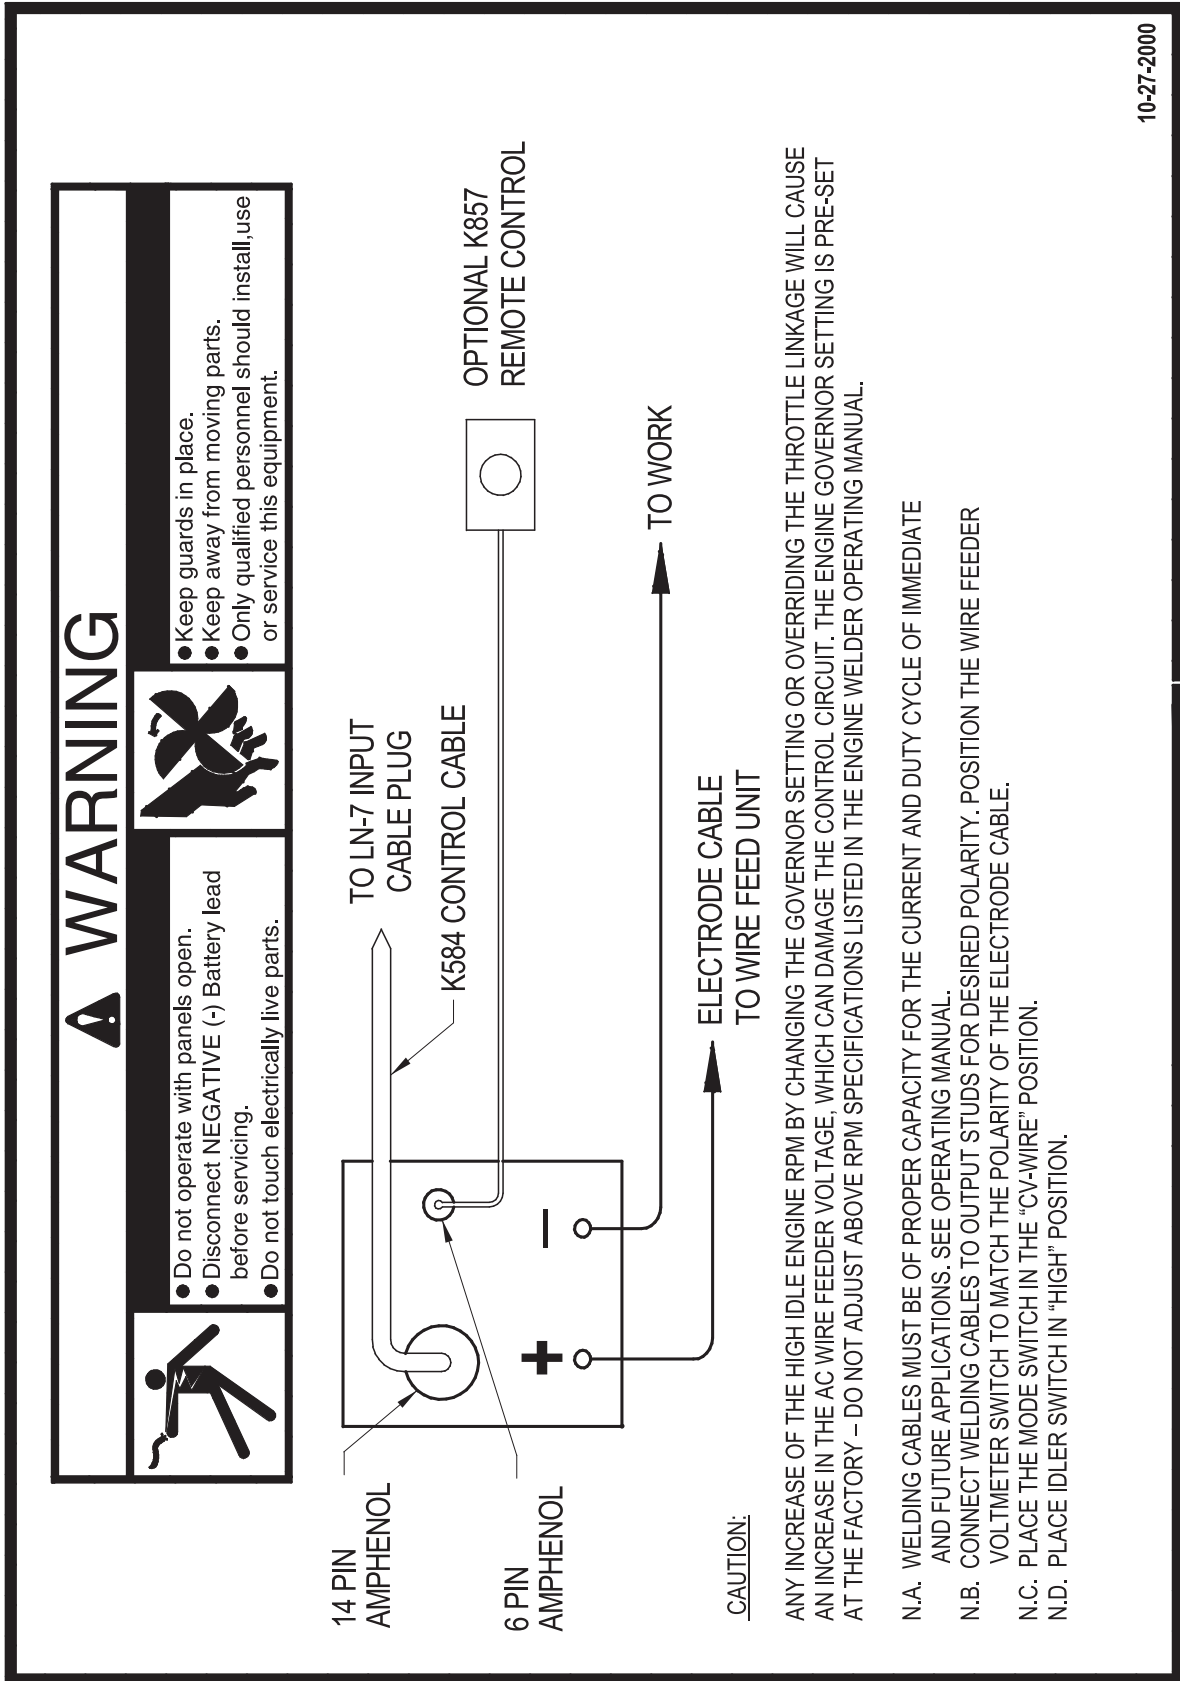 WARNING
● Do not operate with panels open.
● Disconnect NEGATIVE (-) Battery lead
before servicing.
● Do not touch electrically live parts.
● Keep guards in place.
● Keep away from moving parts.
● Only qualified personnel should install,use
or service this equipment.
14 PIN
AMPHENOL
TO LN-7 INPUT
CABLE PLUG
K584 CONTROL CABLE
OPTIONAL K857
REMOTE CONTROL
6 PIN
AMPHENOL
+
–
TO WORK
ELECTRODE CABLE
TO WIRE FEED UNIT
CAUTION:
ANY INCREASE OF THE HIGH IDLE ENGINE RPM BY CHANGING THE GOVERNOR SETTING OR OVERRIDING THE THROTTLE LINKAGE WILL CAUSE
AN INCREASE IN THE AC WIRE FEEDER VOLTAGE, WHICH CAN DAMAGE THE CONTROL CIRCUIT. THE ENGINE GOVERNOR SETTING IS PRE-SET
AT THE FACTORY – DO NOT ADJUST ABOVE RPM SPECIFICATIONS LISTED IN THE ENGINE WELDER OPERATING MANUAL.
N.A. WELDING CABLES MUST BE OF PROPER CAPACITY FOR THE CURRENT AND DUTY CYCLE OF IMMEDIATE
AND FUTURE APPLICATIONS. SEE OPERATING MANUAL.
N.B. CONNECT WELDING CABLES TO OUTPUT STUDS FOR DESIRED POLARITY. POSITION THE WIRE FEEDER
VOLTMETER SWITCH TO MATCH THE POLARITY OF THE ELECTRODE CABLE.
N.C. PLACE THE MODE SWITCH IN THE “CV-WIRE” POSITION.
N.D. PLACE IDLER SWITCH IN “HIGH” POSITION.
10-27-2000